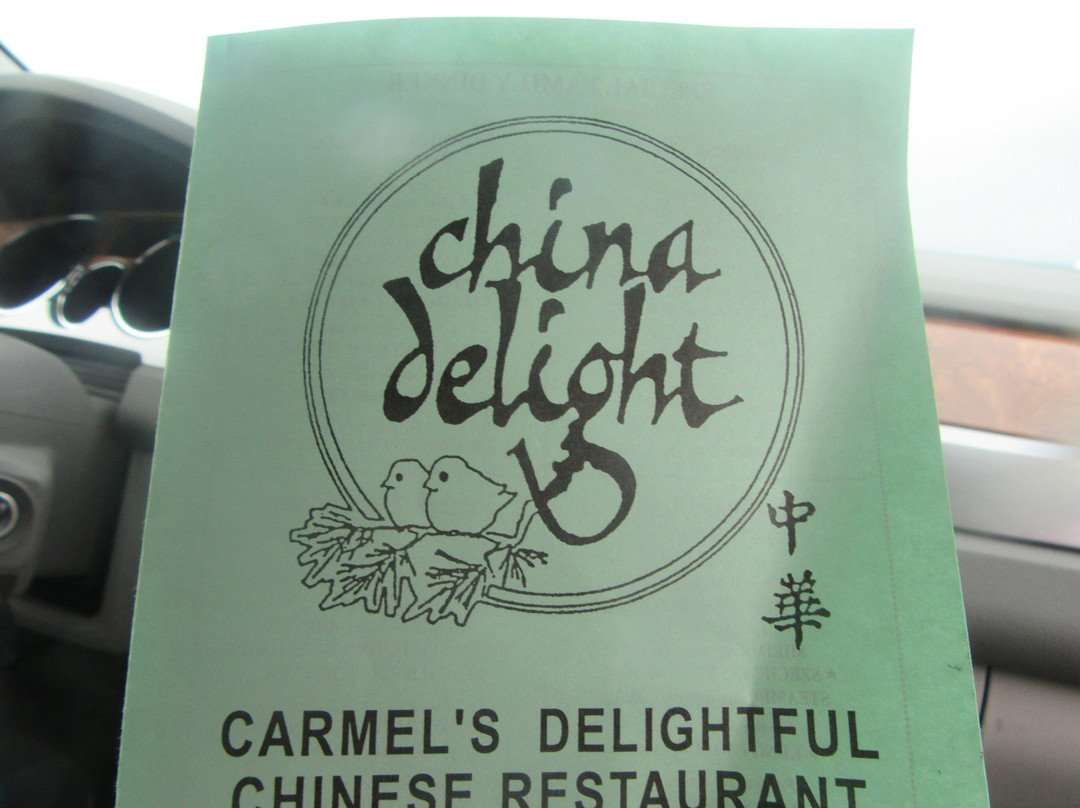 china
delight
中
華
CARMEL'S DELIGHTFUL
CHINESE RESTAURANT